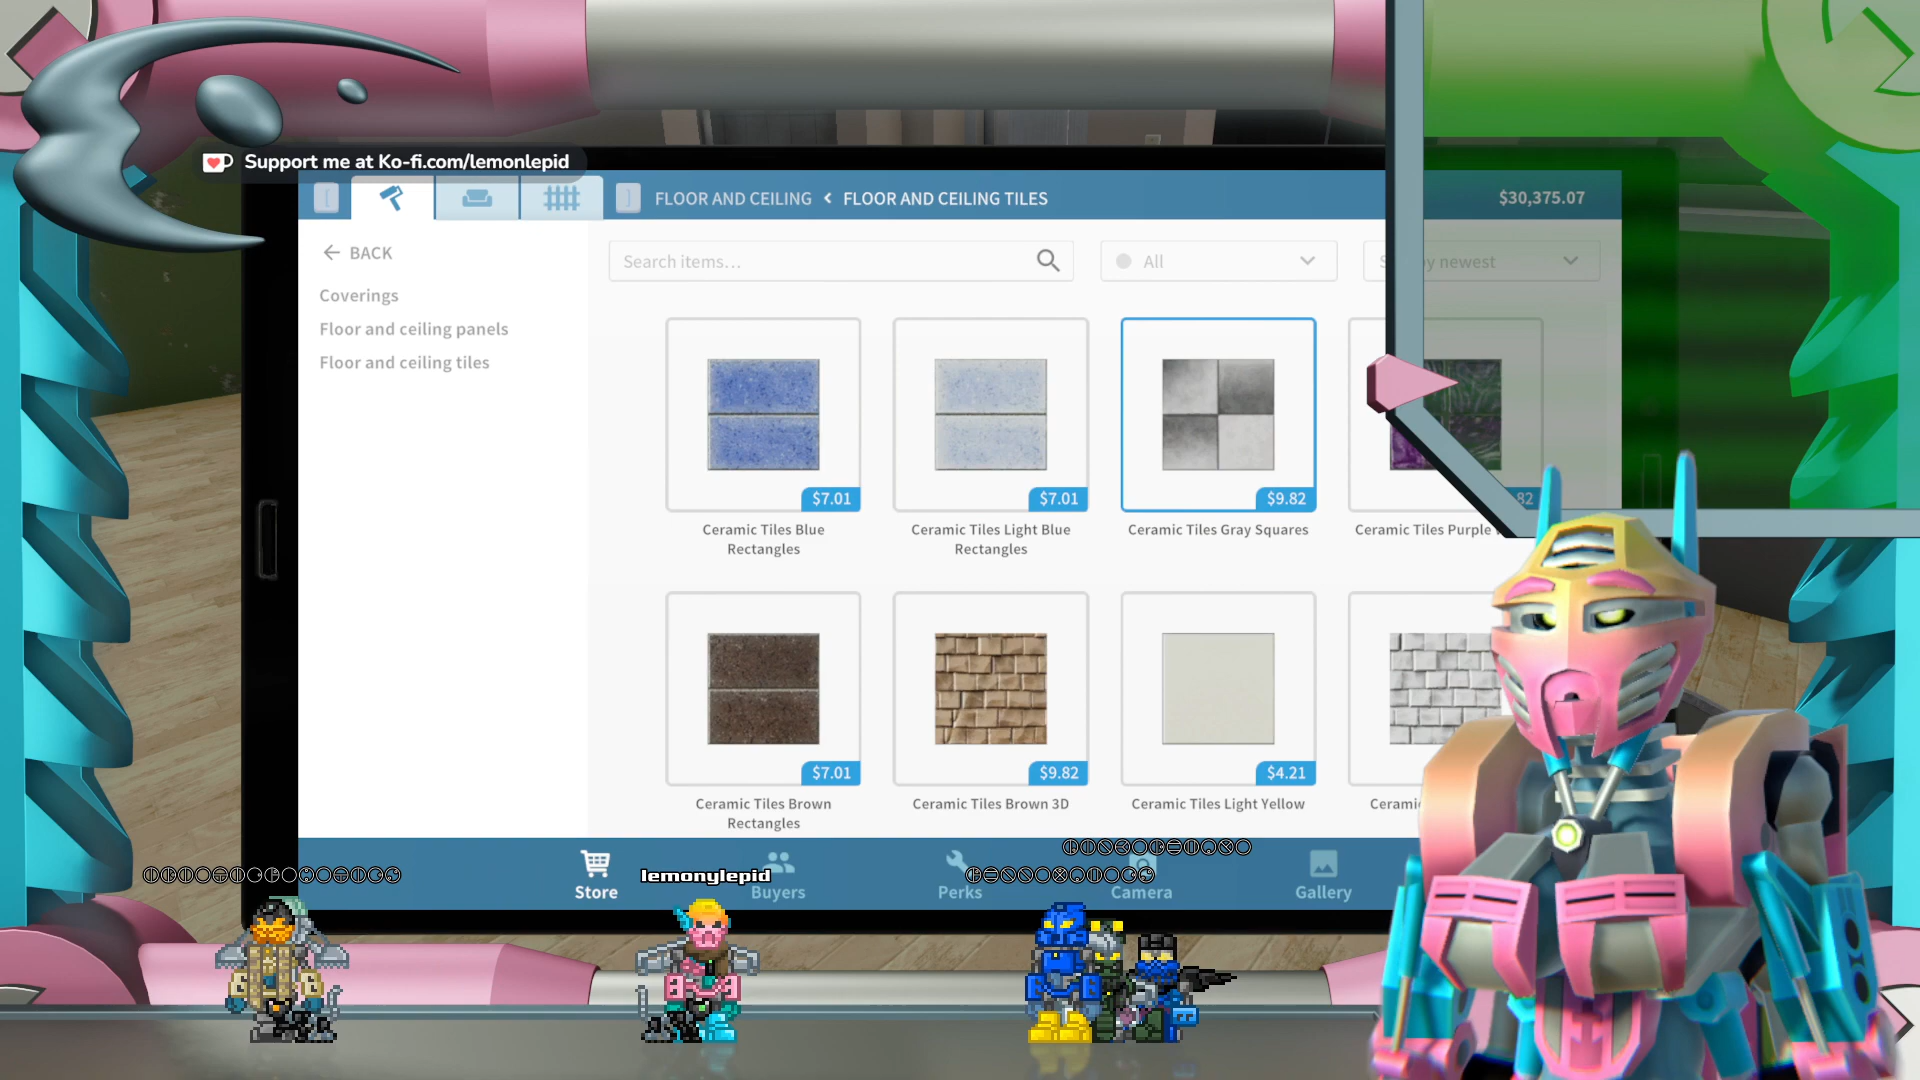 Support me at Ko-fi.com/lemonlepid
FLOOR AND CEILING < FLOOR AND CEILING TILES
$30,375.07
BACK
Search items...
All
by newest
Coverings
Floor and ceiling panels
Floor and ceiling tiles
$7.01
$7.01
$9.82
82
Ceramic Tiles Blue
Rectangles
Ceramic Tiles Light Blue
Rectangles
Ceramic Tiles Gray Squares
Ceramic Tiles Purple
$7.01
$9.82
$4.21
Ceramic Tiles Brown
Rectangles
Ceramic Tiles Brown 3D
Ceramic Tiles Light Yellow
lemonylepid
Store
Buyers
Perks
Camera
Gallery